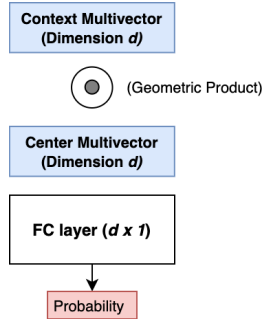 Context Multivector
(Dimension d)
(Geometric Product)
Center Multivector
(Dimension d)
FC layer (d x 1)
Probability